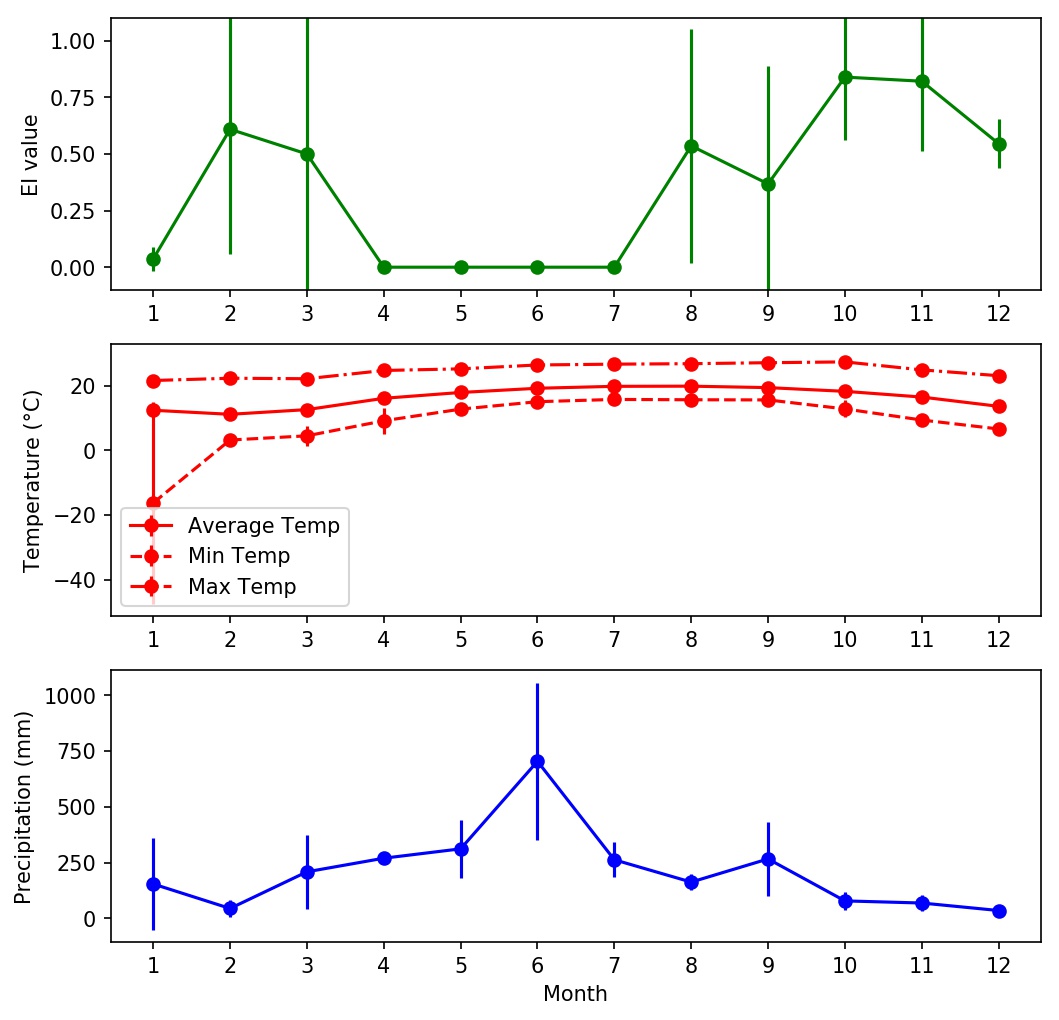 1.00
0.75
0.50
0.25
0.00
EI value
1 2 3 4 5 6 7 8 9 10 11 12
20
0
−20
−40
Temperature (°C)
Average Temp
Min Temp
Max Temp
1 2 3 4 5 6 7 8 9 10 11 12
1000
750
500
250
0
Precipitation (mm)
1 2 3 4 5 6 7 8 9 10 11 12
Month